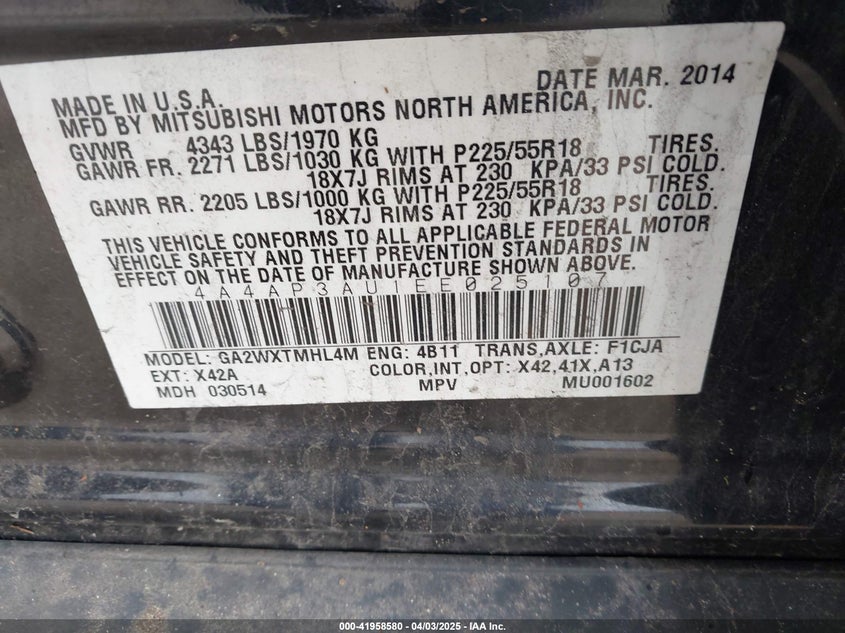 DATE MAR. 2014
MADE IN U.S.A.
MFD BY MITSUBISHI MOTORS NORTH AMERICA, INC.
GVWR 4343 LBS/1970 KG
GAWR FR. 2271 LBS/1030 KG WITH P225/55R18 TIRES.
18X7J RIMS AT 230 KPA/33 PSI COLD.
GAWR RR. 2205 LBS/1000 KG WITH P225/55R18 TIRES.
18X7J RIMS AT 230 KPA/33 PSI COLD.
THIS VEHICLE CONFORMS TO ALL APPLICABLE FEDERAL MOTOR
VEHICLE SAFETY AND THEFT PREVENTION STANDARDS IN
EFFECT ON THE DATE OF MANUFACTURE SHOWN ABOVE.
4A4AP3AU1EE025107
MODEL: GA2WXTMHL4M ENG: 4B11 TRANS,AXLE: F1CJA
EXT: X42A COLOR,INT,OPT: X42,41X,A13
MDH 030514 MPV MU001602
000-41958580 - 04/03/2025 - IAA Inc.